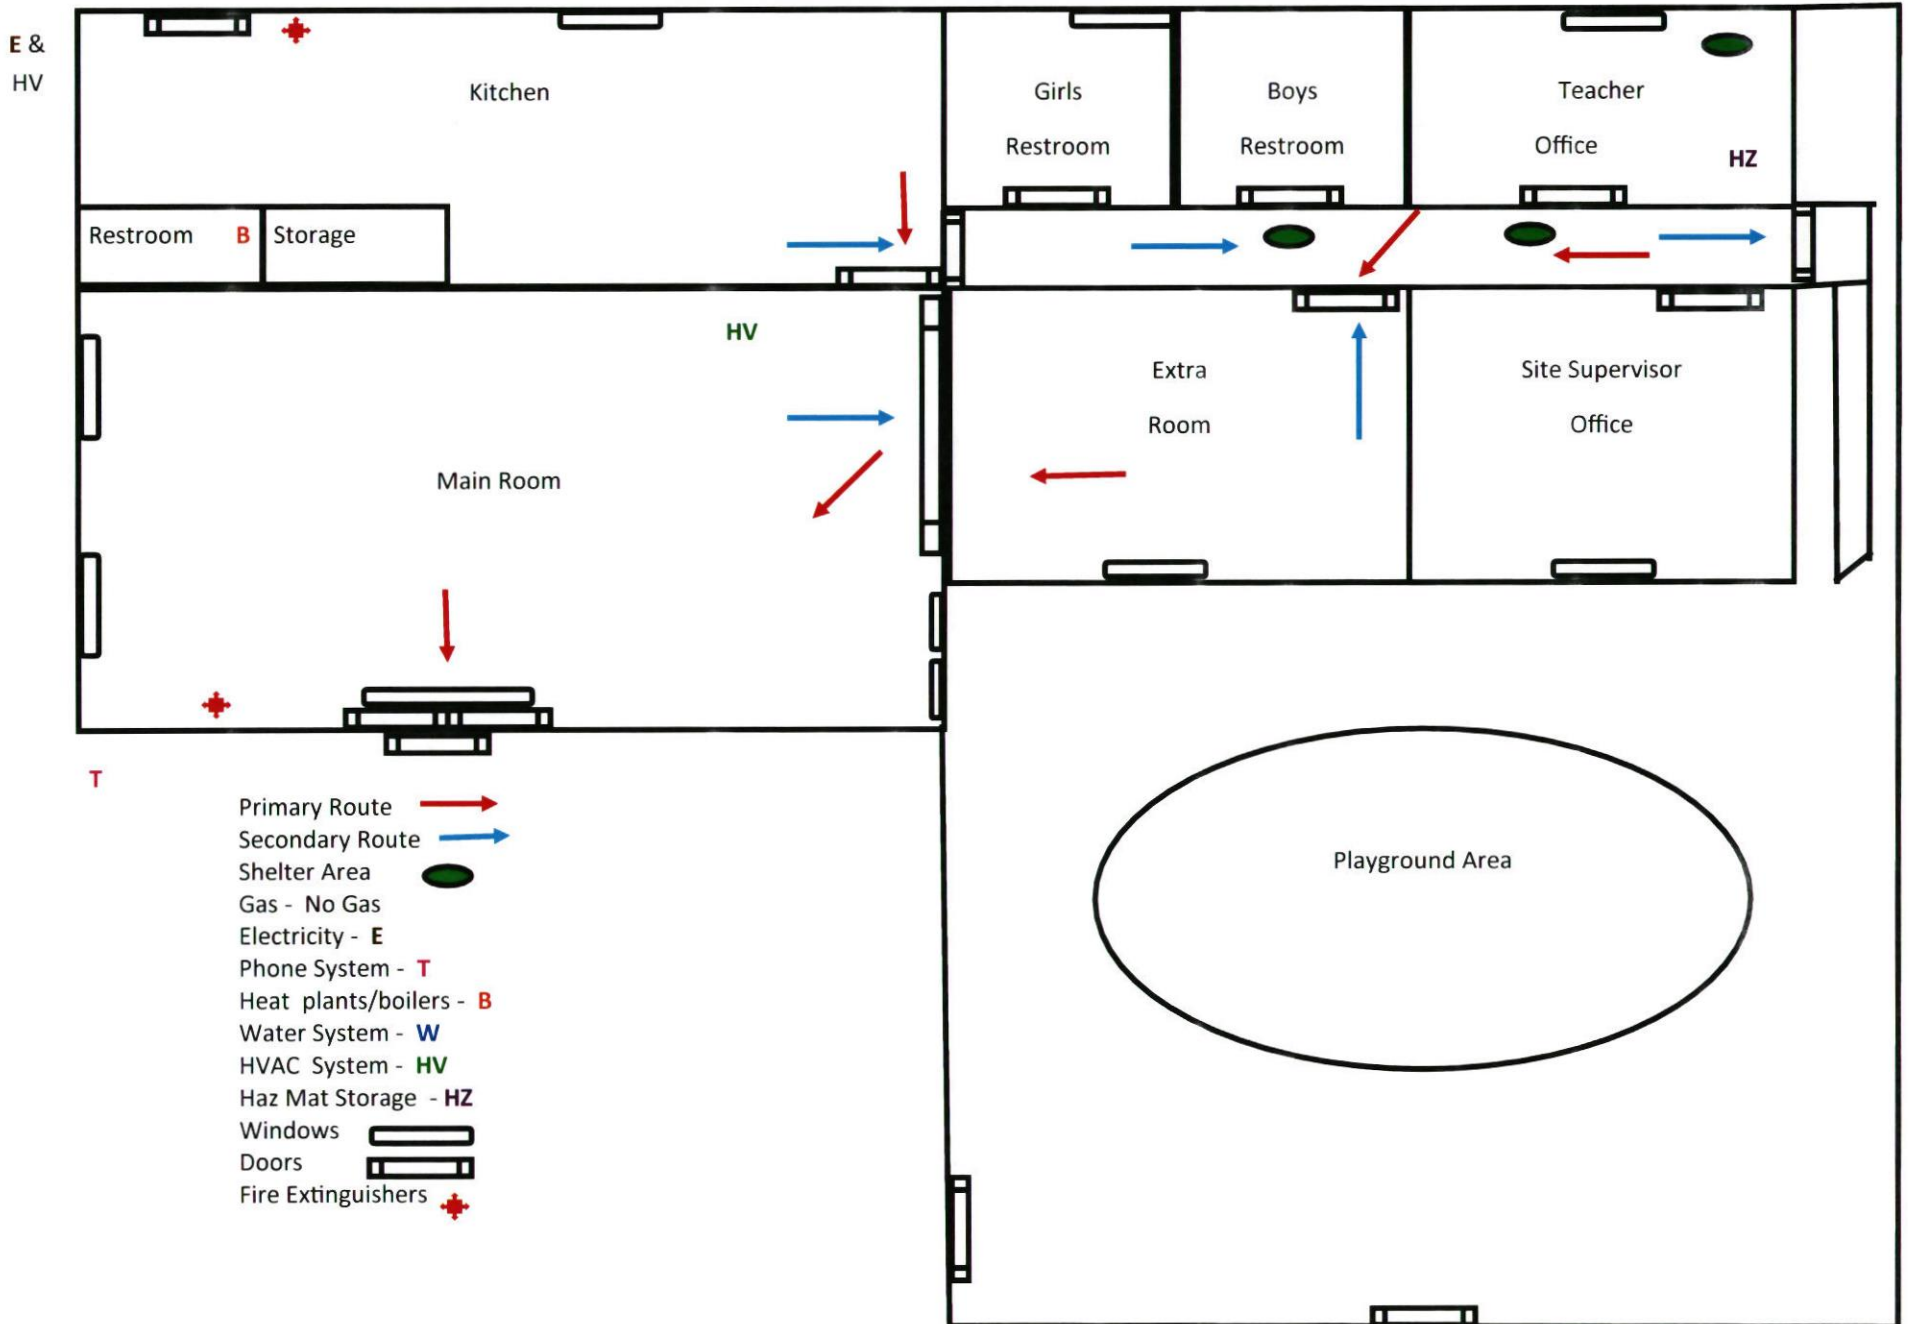 E &
HV
Kitchen
Girls
Restroom
Boys
Restroom
Teacher
Office
HZ
Restroom B
Storage
HV
Main Room
Extra
Room
Site Supervisor
Office
T
Primary Route
Secondary Route
Shelter Area
Gas - No Gas
Electricity - E
Phone System - T
Heat plants/boilers - B
Water System - W
HVAC System - HV
Haz Mat Storage - HZ
Windows
Doors
Fire Extinguishers
Playground Area